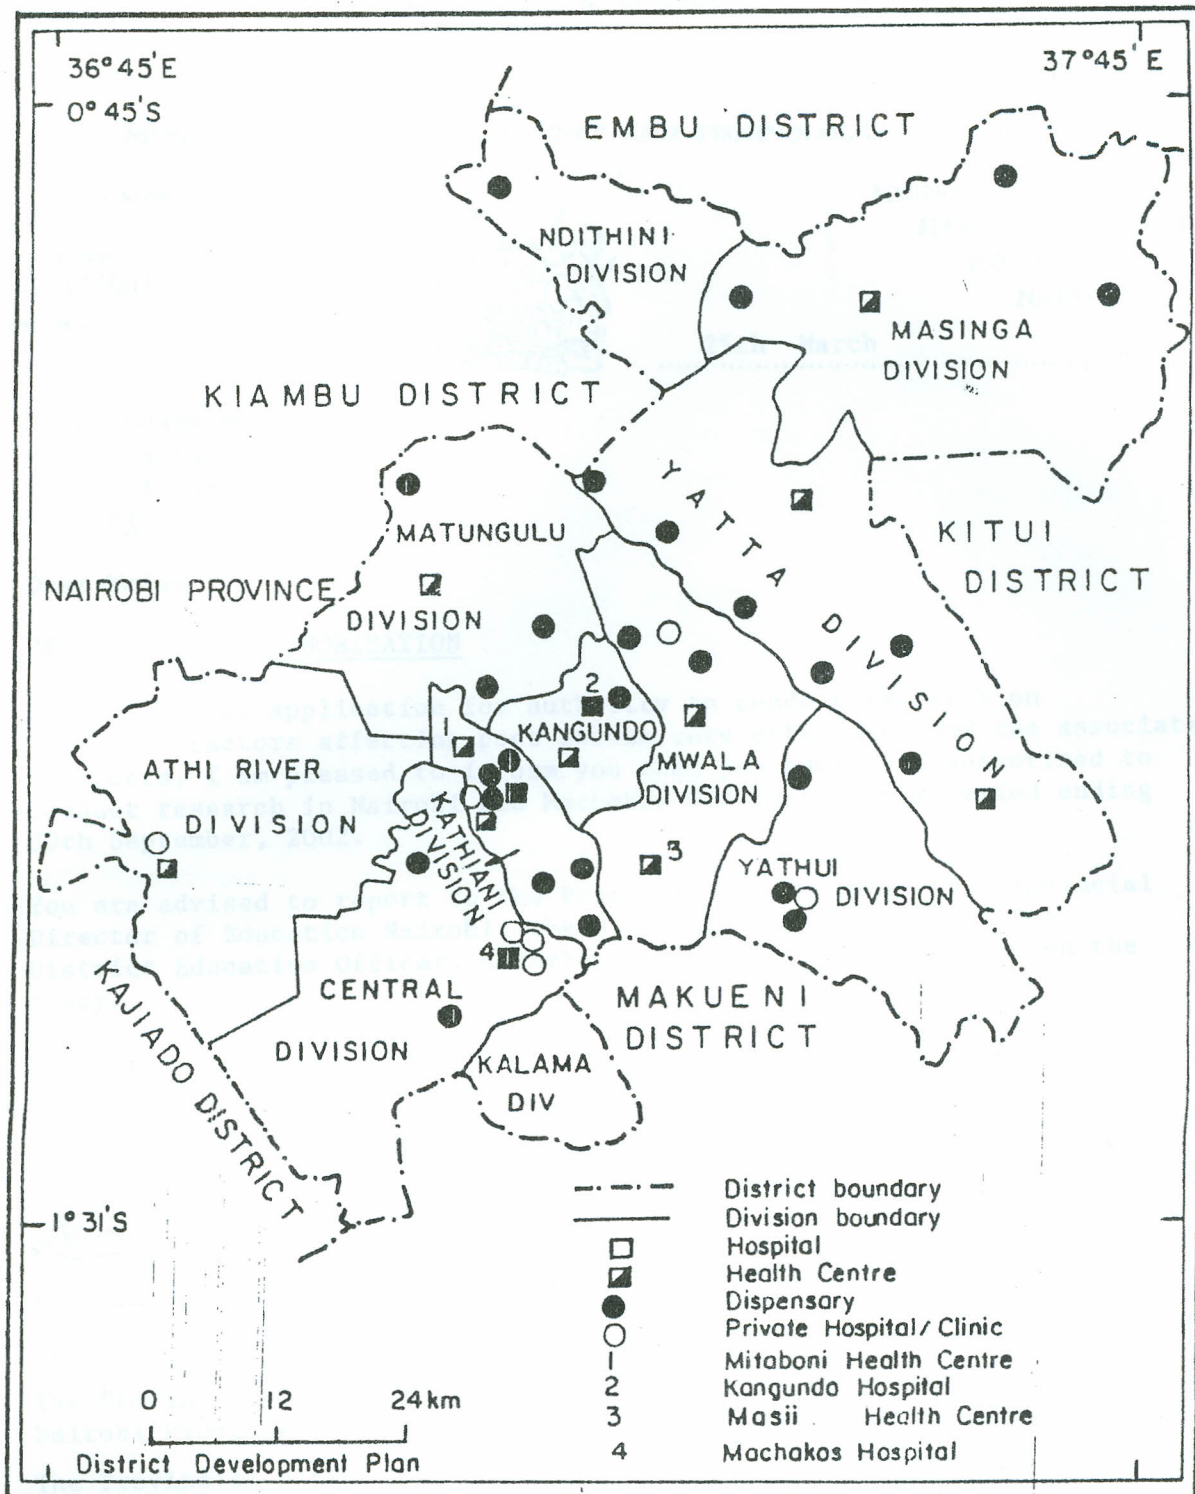 36°45'E
37°45'E
0°45'S
EMBU DISTRICT
NDITHINI
DIVISION
MASINGA
DIVISION
KIAMBU DISTRICT
YATTA DIVISION
MATUNGULU
DIVISION
KITUI
DISTRICT
NAIROBI PROVINCE
2
KANGUNDO
1
ATHI RIVER
DIVISION
MWALA
DIVISION
KATHIANI
DIVISION
3
YATHUI
DIVISION
4
CENTRAL
DIVISION
MAKUENI
DISTRICT
KALAMA
DIV
KAJIADO DISTRICT
1°31'S
District boundary
Division boundary
Hospital
Health Centre
Dispensary
Private Hospital/Clinic
1 Mitaboni Health Centre
2 Kangundo Hospital
3 Masii Health Centre
4 Machakos Hospital
0 12 24km
District Development Plan